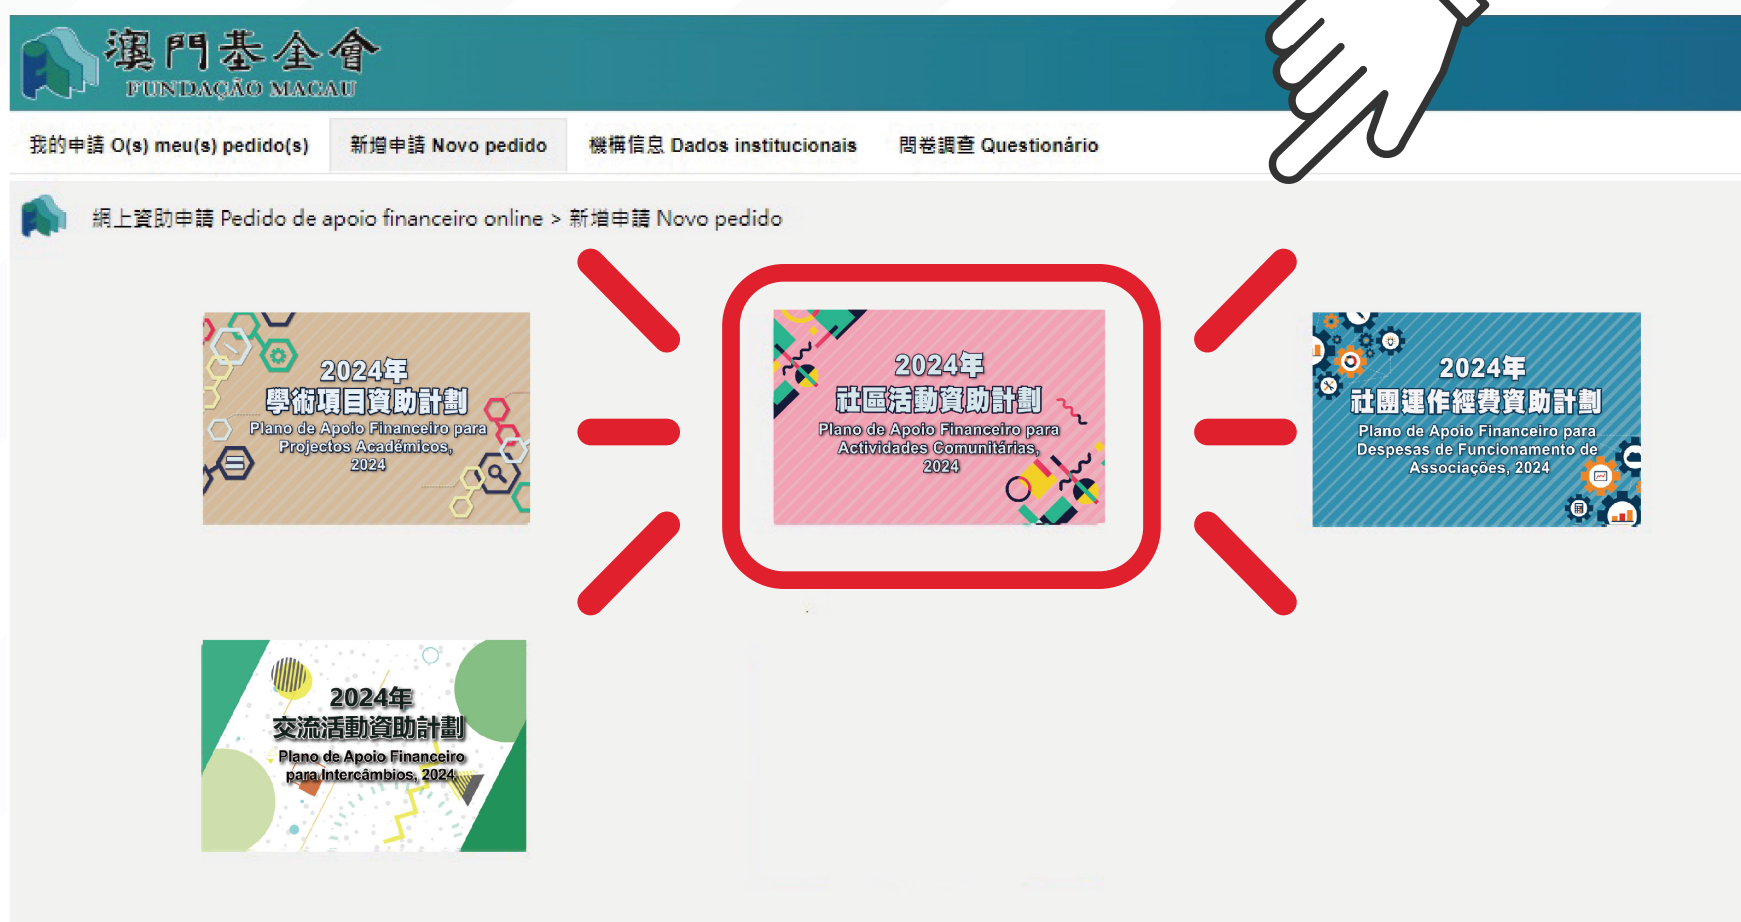 澳門基金會
FUNDAÇÃO MACAU
我的申請 O(s) meu(s) pedido(s) 新增申請 Novo pedido 機構信息 Dados institucionais 問卷調查 Questionário
網上資助申請 Pedido de apoio financeiro online > 新增申請 Novo pedido
2024年
學術項目資助計劃
Plano de Apoio Financeiro para
Projectos Académicos,
2024
2024年
社區活動資助計劃
Plano de Apoio Financeiro para
Actividades Comunitárias,
2024
2024年
社團運作經費資助計劃
Plano de Apoio Financeiro para
Despesas de Funcionamento de
Associações, 2024
2024年
交流活動資助計劃
Plano de Apoio Financeiro
para Intercâmbios, 2024